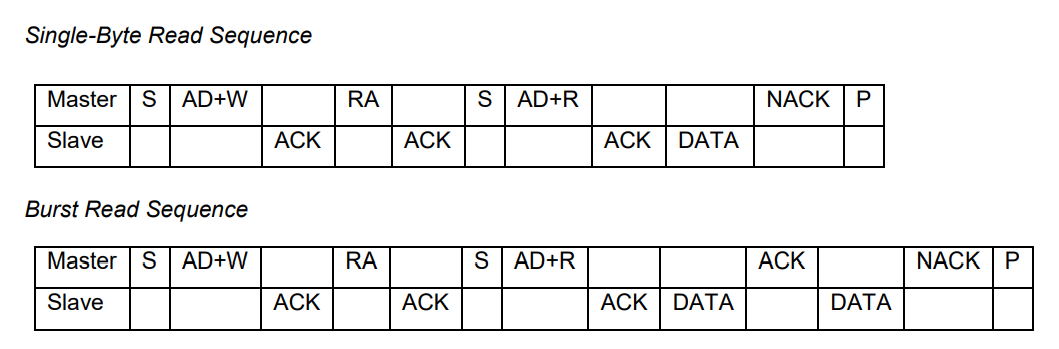 Single-Byte Read Sequence
Master S AD+W RA S AD+R NACK P
Slave ACK ACK ACK DATA
Burst Read Sequence
Master S AD+W RA S AD+R ACK NACK P
Slave ACK ACK ACK DATA DATA